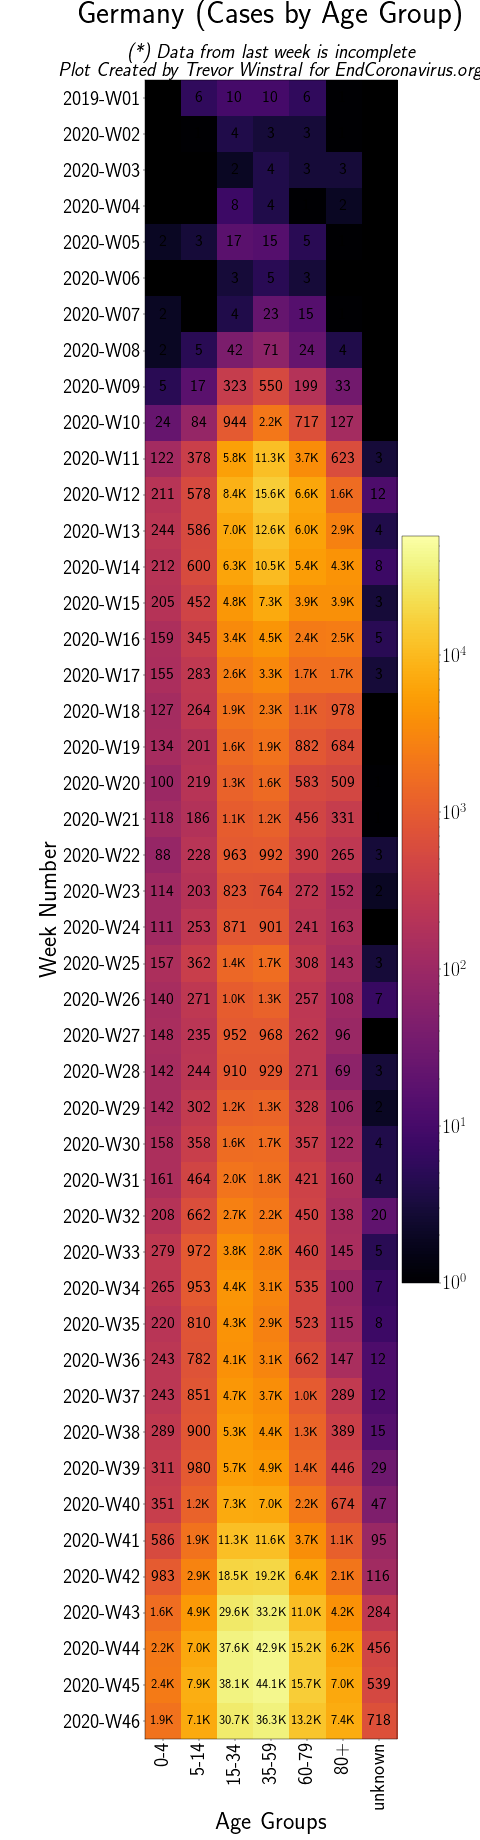 Germany (Cases by Age Group)
(*) Data from last week is incomplete
Plot Created by Trevor Winstral for EndCoronavirus.org
2019-W01 6 10 10 6
2020-W02 4 3 3
2020-W03 2 4 3 3
2020-W04 8 4 2
2020-W05 2 3 17 15 5
2020-W06 3 5 3
2020-W07 2 4 23 15
2020-W08 2 5 42 71 24 4
2020-W09 5 17 323 550 199 33
2020-W10 24 84 944 2.2K 717 127
2020-W11 122 378 5.8K 11.3K 3.7K 623 3
2020-W12 211 578 8.4K 15.6K 6.6K 1.6K 12
2020-W13 244 586 7.0K 12.6K 6.0K 2.9K 4
2020-W14 212 600 6.3K 10.5K 5.4K 4.3K 8
2020-W15 205 452 4.8K 7.3K 3.9K 3.9K 3
2020-W16 159 345 3.4K 4.5K 2.4K 2.5K 5
2020-W17 155 283 2.6K 3.3K 1.7K 1.7K 3
2020-W18 127 264 1.9K 2.3K 1.1K 978
2020-W19 134 201 1.6K 1.9K 882 684
2020-W20 100 219 1.3K 1.6K 583 509
2020-W21 118 186 1.1K 1.2K 456 331
2020-W22 88 228 963 992 390 265 3
2020-W23 114 203 823 764 272 152 2
2020-W24 111 253 871 901 241 163
2020-W25 157 362 1.4K 1.7K 308 143 3
2020-W26 140 271 1.0K 1.3K 257 108 7
2020-W27 148 235 952 968 262 96
2020-W28 142 244 910 929 271 69 3
2020-W29 142 302 1.2K 1.3K 328 106 2
2020-W30 158 358 1.6K 1.7K 357 122 4
2020-W31 161 464 2.0K 1.8K 421 160 4
2020-W32 208 662 2.7K 2.2K 450 138 20
2020-W33 279 972 3.8K 2.8K 460 145 5
2020-W34 265 953 4.4K 3.1K 535 100 7
2020-W35 220 810 4.3K 2.9K 523 115 8
2020-W36 243 782 4.1K 3.1K 662 147 12
2020-W37 243 851 4.7K 3.7K 1.0K 289 12
2020-W38 289 900 5.3K 4.4K 1.3K 389 15
2020-W39 311 980 5.7K 4.9K 1.4K 446 29
2020-W40 351 1.2K 7.3K 7.0K 2.2K 674 47
2020-W41 586 1.9K 11.3K 11.6K 3.7K 1.1K 95
2020-W42 983 2.9K 18.5K 19.2K 6.4K 2.1K 116
2020-W43 1.6K 4.9K 29.6K 33.2K 11.0K 4.2K 284
2020-W44 2.2K 7.0K 37.6K 42.9K 15.2K 6.2K 456
2020-W45 2.4K 7.9K 38.1K 44.1K 15.7K 7.0K 539
2020-W46 1.9K 7.1K 30.7K 36.3K 13.2K 7.4K 718
0-4 5-14 15-34 35-59 60-79 80+ unknown
Age Groups
Week Number
10⁴
10³
10²
10¹
10⁰